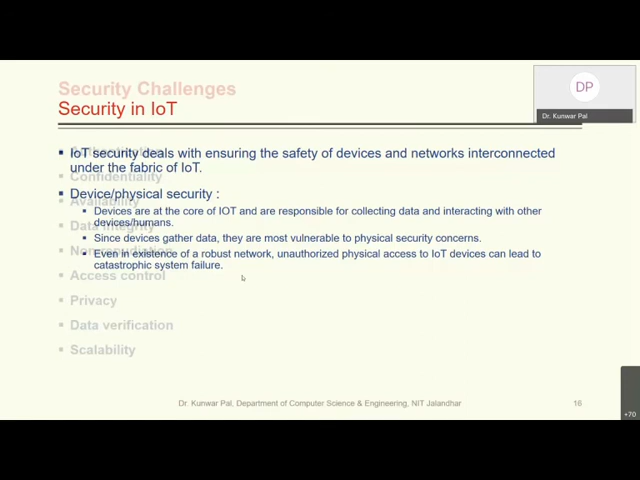 Security Challenges
Security in IoT
DP
Dr. Kunwar Pal
▪ IoT security deals with ensuring the safety of devices and networks interconnected
under the fabric of IoT.
▪ Confidentiality
▪ Device/physical security :
▪ Availability
▪ Devices are at the core of IOT and are responsible for collecting data and interacting with other
devices/humans.
▪ Data integrity
▪ Since devices gather data, they are most vulnerable to physical security concerns.
▪ Even in existence of a robust network, unauthorized physical access to IoT devices can lead to
catastrophic system failure.
▪ Access control
▪ Privacy
▪ Data verification
▪ Scalability
Dr. Kunwar Pal, Department of Computer Science & Engineering, NIT Jalandhar
16
+70